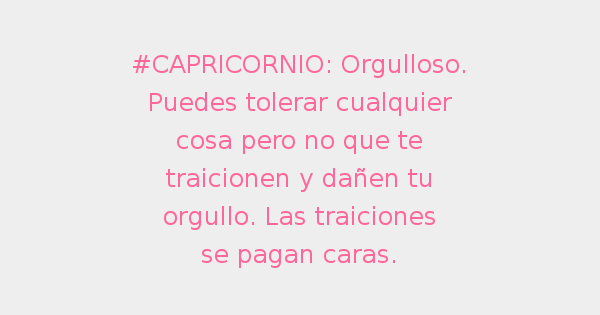 #CAPRICORNIO: Orgulloso.
Puedes tolerar cualquier
cosa pero no que te
traicionen y dañen tu
orgullo. Las traiciones
se pagan caras.